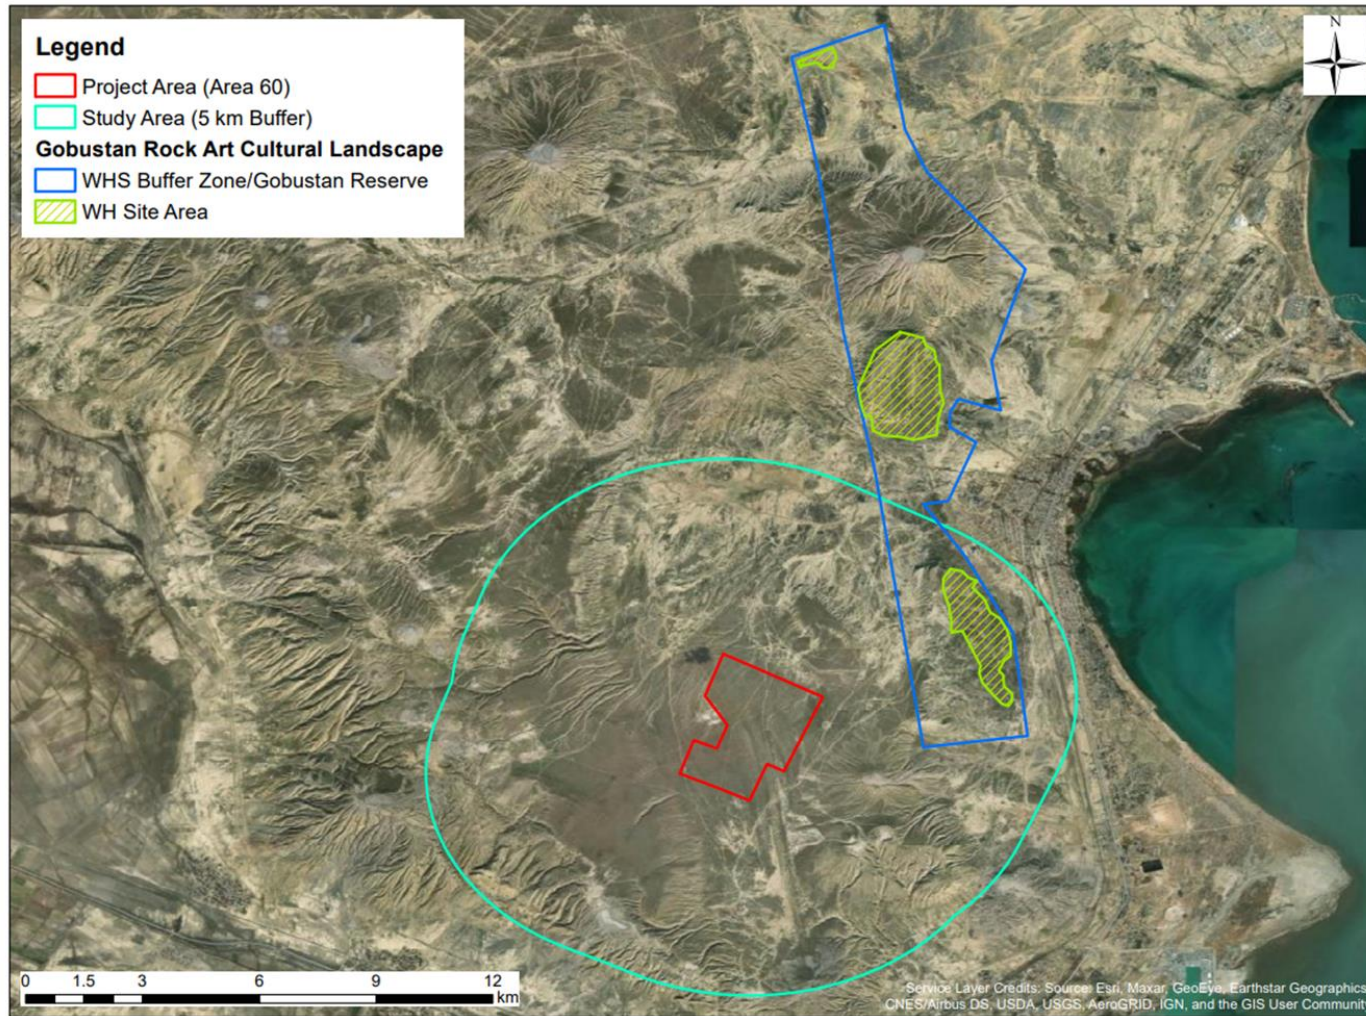 Legend
Project Area (Area 60)
Study Area (5 km Buffer)
Gobustan Rock Art Cultural Landscape
WHS Buffer Zone/Gobustan Reserve
WH Site Area
N
0 1.5 3 6 9 12
km
Service Layer Credits: Source: Esri, Maxar, GeoEye, Earthstar Geographics,
CNES/Airbus DS, USDA, USGS, AeroGRID, IGN, and the GIS User Community